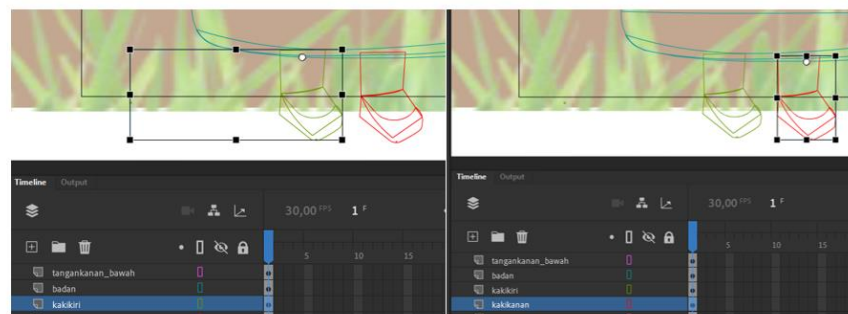 Timeline Output
30,00 FPS 1 F
5 10 15
tangankanan_bawah
badan
kakikiri
Timeline Output
30,00 FPS 1 F
5 10 15
tangankanan_bawah
badan
kakikiri
kakikanan